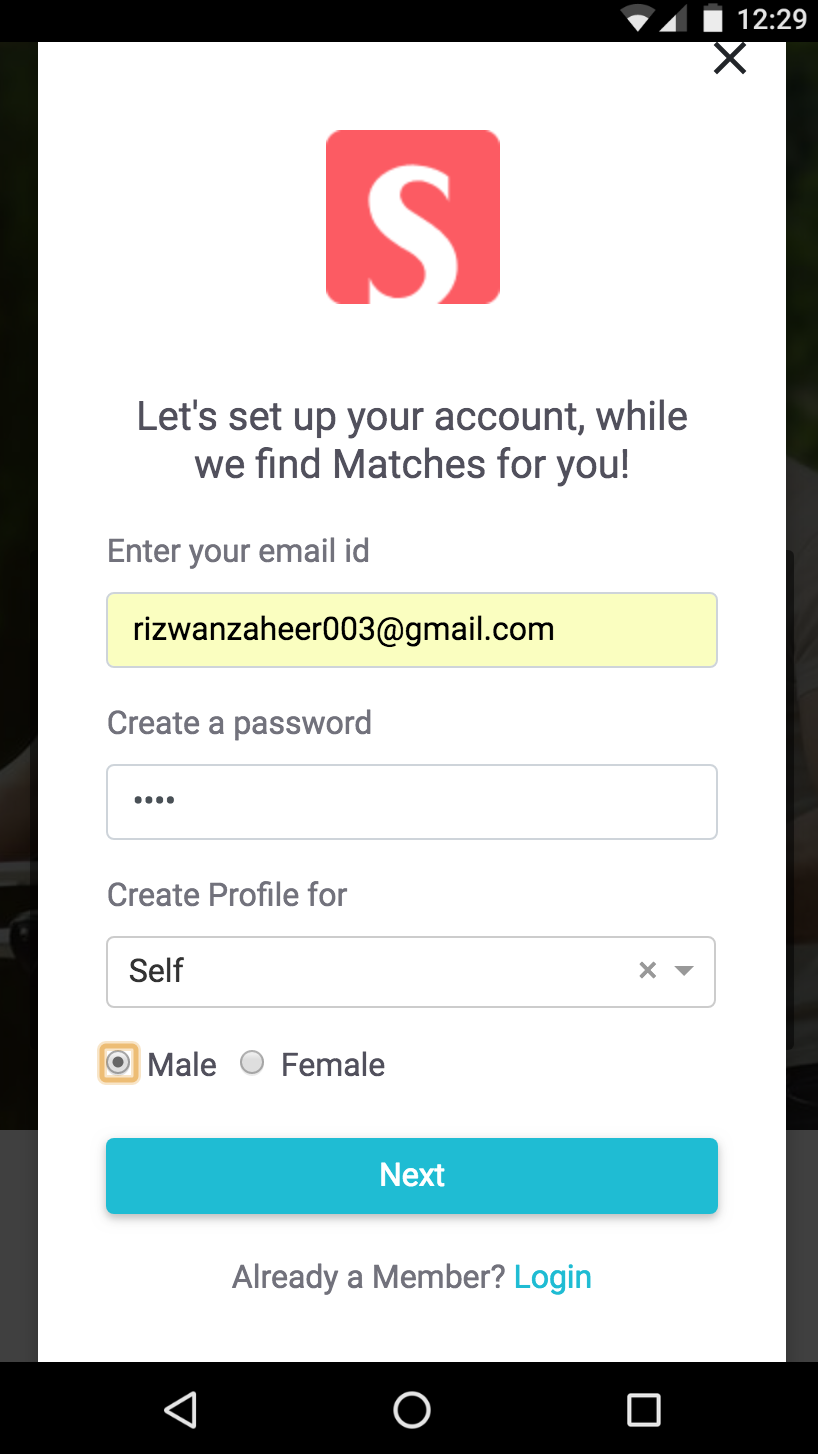 12:29
S
Let's set up your account, while
we find Matches for you!
Enter your email id
rizwanzaheer003@gmail.com
Create a password
••••
Create Profile for
Self
Male Female
Next
Already a Member? Login